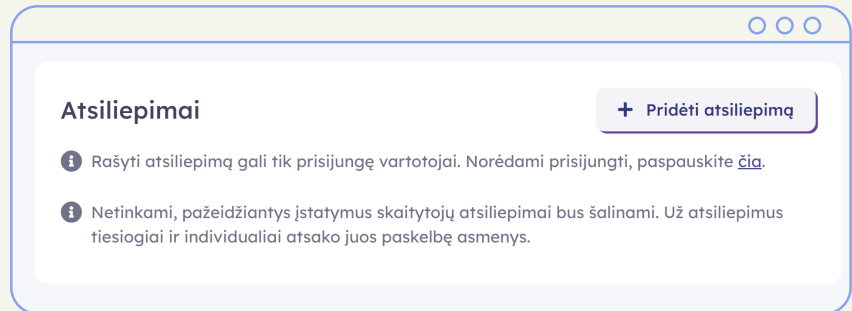 Atsiliepimai
Pridėti atsiliepimą
Rašyti atsiliepimą gali tik prisijungę vartotojai. Norėdami prisijungti, paspauskite čia.
Netinkami, pažeidžiantys įstatymus skaitytojų atsiliepimai bus šalinami. Už atsiliepimus
tiesiogiai ir individualiai atsako juos paskelbę asmenys.